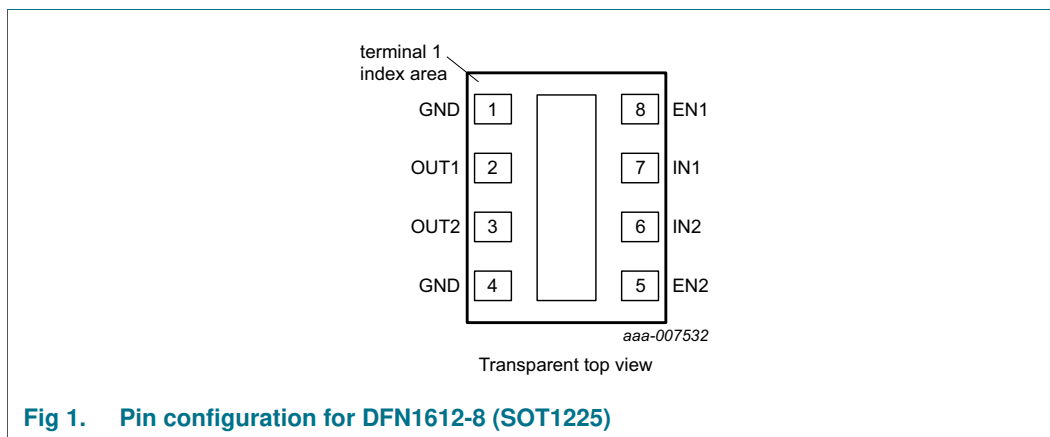 terminal 1
index area
GND 1 8 EN1
OUT1 2 7 IN1
OUT2 3 6 IN2
GND 4 5 EN2
aaa-007532
Transparent top view
Fig 1. Pin configuration for DFN1612-8 (SOT1225)